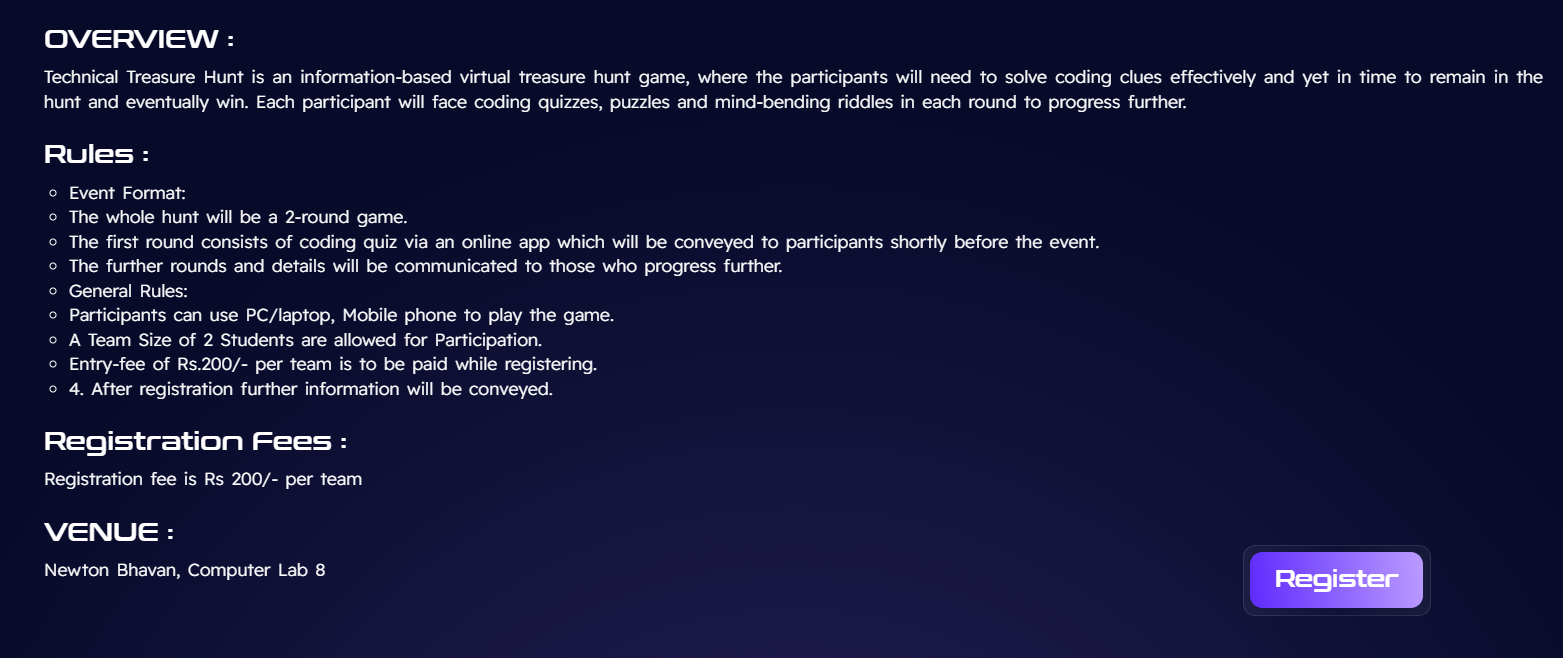 OVERVIEW :
Technical Treasure Hunt is an information-based virtual treasure hunt game, where the participants will need to solve coding clues effectively and yet in time to remain in the
hunt and eventually win. Each participant will face coding quizzes, puzzles and mind-bending riddles in each round to progress further.
Rules :
Event Format:
The whole hunt will be a 2-round game.
The first round consists of coding quiz via an online app which will be conveyed to participants shortly before the event.
The further rounds and details will be communicated to those who progress further.
General Rules:
Participants can use PC/laptop, Mobile phone to play the game.
A Team Size of 2 Students are allowed for Participation.
Entry-fee of Rs.200/- per team is to be paid while registering.
4. After registration further information will be conveyed.
Registration Fees :
Registration fee is Rs 200/- per team
VENUE :
Newton Bhavan, Computer Lab 8
Register